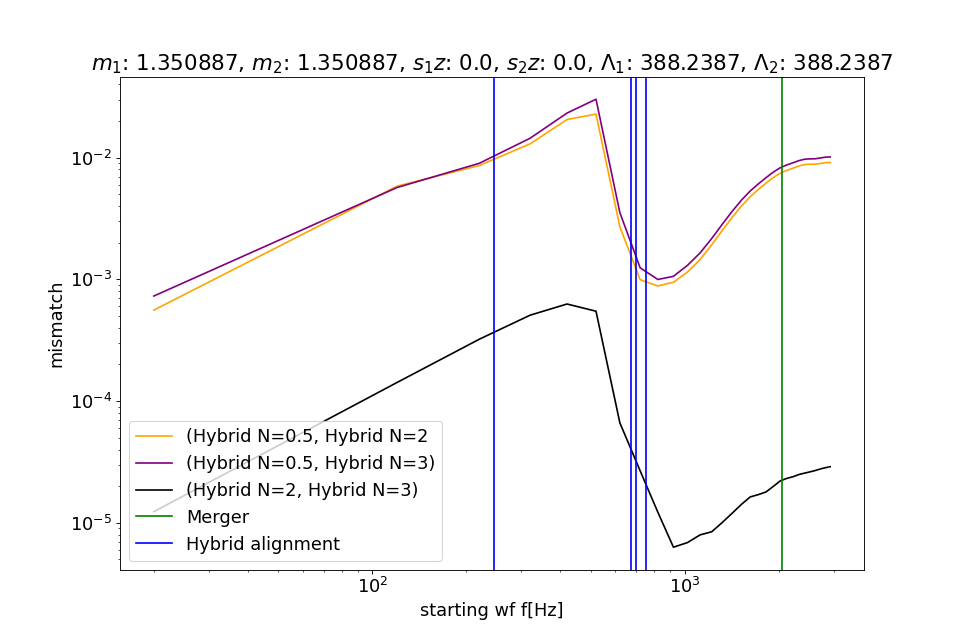 m₁: 1.350887, m₂: 1.350887, s₁z: 0.0, s₂z: 0.0, Λ₁: 388.2387, Λ₂: 388.2387
10⁻²
10⁻³
10⁻⁴
10⁻⁵
mismatch
(Hybrid N=0.5, Hybrid N=2
(Hybrid N=0.5, Hybrid N=3)
(Hybrid N=2, Hybrid N=3)
Merger
Hybrid alignment
10² 10³
starting wf f[Hz]